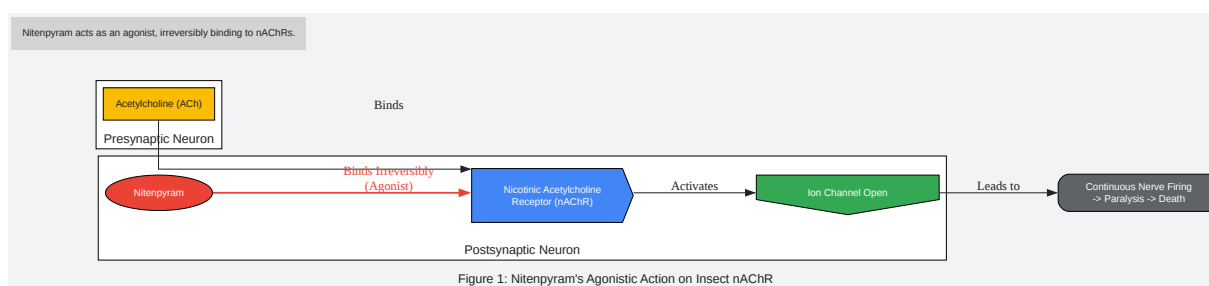 Nitenpyram acts as an agonist, irreversibly binding to nAChRs.
Acetylcholine (ACh)
Binds
Presynaptic Neuron
Binds Irreversibly
(Agonist)
Nitenpyram
Nicotinic Acetylcholine
Receptor (nAChR)
Activates
Ion Channel Open
Leads to
Continuous Nerve Firing
-> Paralysis -> Death
Postsynaptic Neuron
Figure 1: Nitenpyram's Agonistic Action on Insect nAChR